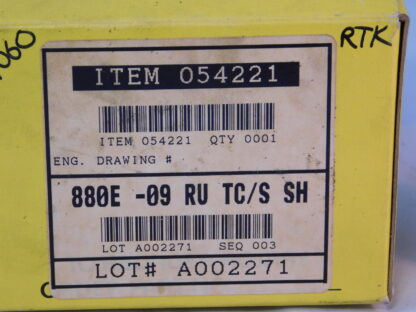 060
RTK
ITEM 054221
ITEM 054221 QTY 0001
ENG. DRAWING #
880E -09 RU TC/S SH
LOT A002271 SEQ 003
LOT# A002271